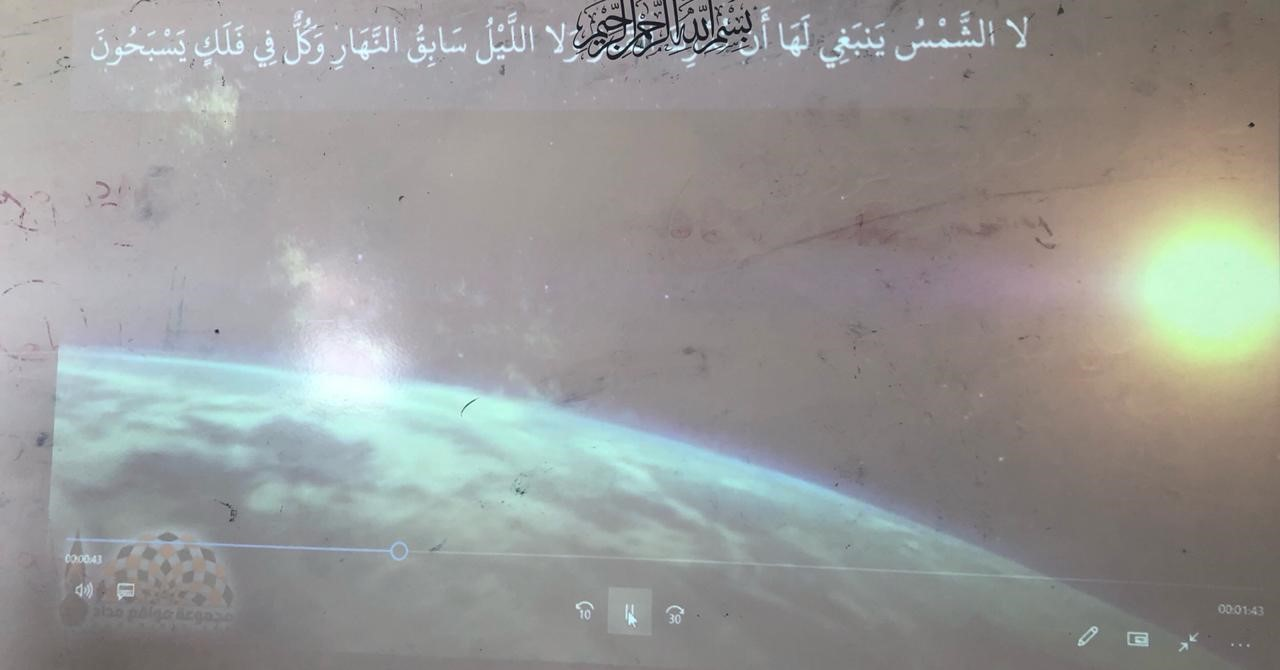 بسم الله الرحمن الرحيم
لا الشَّمْسُ يَنبَغِي لَهَا أَن وَلا اللَّيْلُ سَابِقُ النَّهَارِ وَكُلٌّ فِي فَلَكٍ يَسْبَحُونَ
00:00:43
10
30
00:01:43
مجموعة مواقع مداد